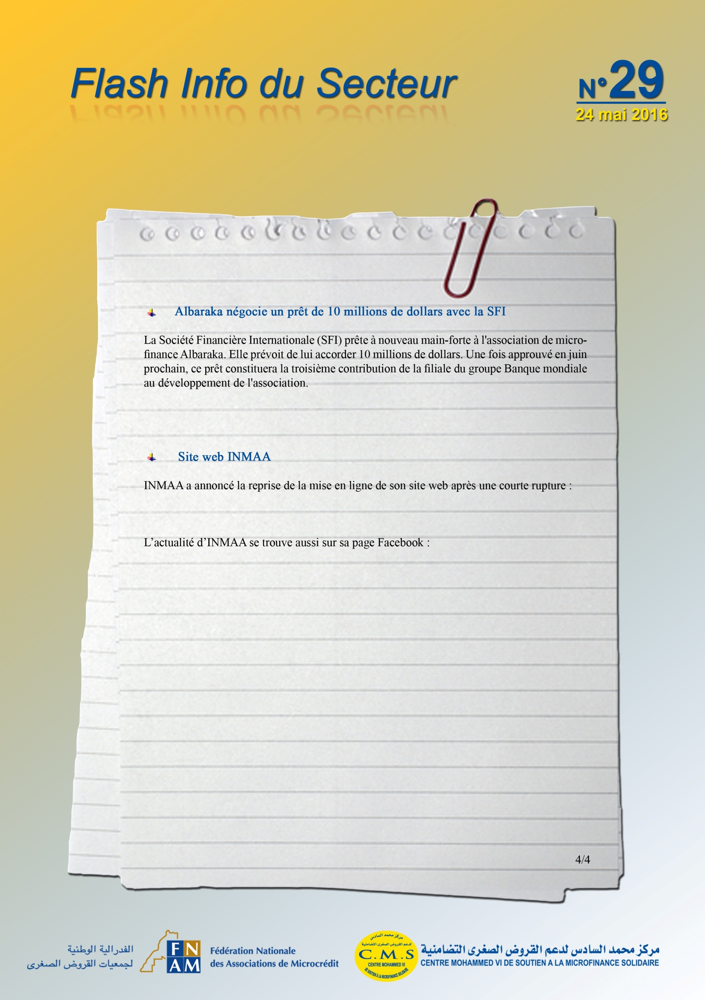 Flash Info du Secteur
N°29
24 mai 2016
Albaraka négocie un prêt de 10 millions de dollars avec la SFI
La Société Financière Internationale (SFI) prête à nouveau main-forte à l'association de micro-
finance Albaraka. Elle prévoit de lui accorder 10 millions de dollars. Une fois approuvé en juin
prochain, ce prêt constituera la troisième contribution de la filiale du groupe Banque mondiale
au développement de l'association.
Site web INMAA
INMAA a annoncé la reprise de la mise en ligne de son site web après une courte rupture :
L’actualité d’INMAA se trouve aussi sur sa page Facebook :
4/4
الفدرالية الوطنية
لجمعيات القروض الصغرى
FN
AM
Fédération Nationale
des Associations de Microcrédit
مركز محمد السادس
لدعم القروض الصغرى التضامنية
C.M.S
CENTRE MOHAMMED VI
DE SOUTIEN À LA MICROFINANCE SOLIDAIRE
مركز محمد السادس لدعم القروض الصغرى التضامنية
CENTRE MOHAMMED VI DE SOUTIEN A LA MICROFINANCE SOLIDAIRE